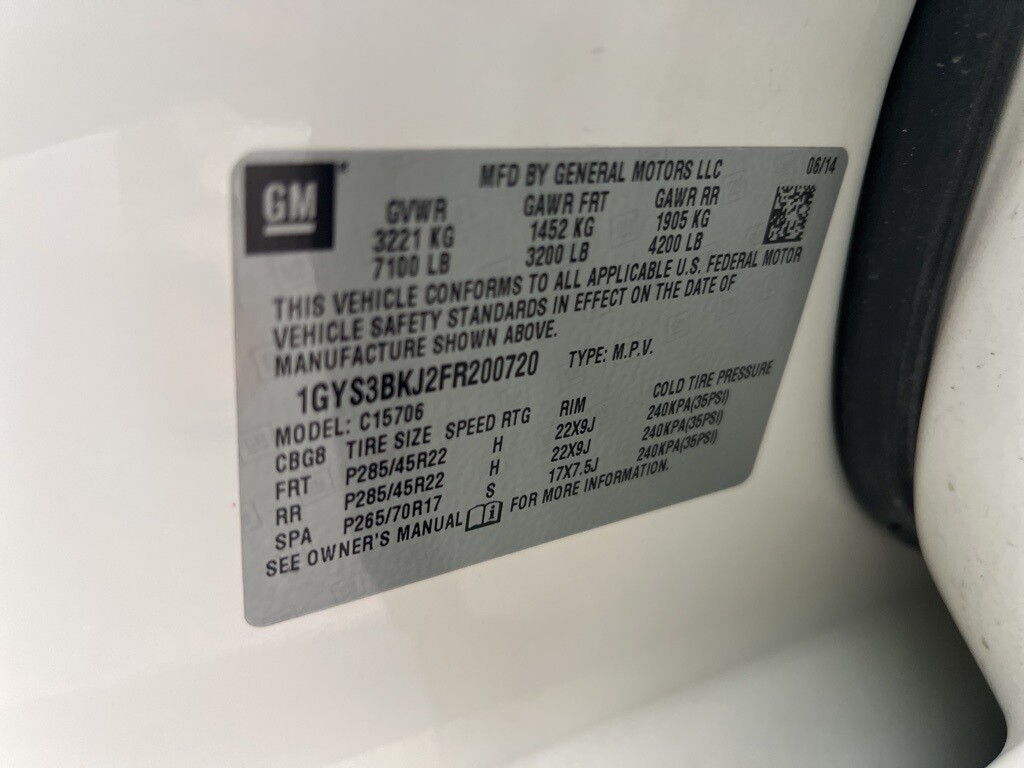 GM
MFD BY GENERAL MOTORS LLC 06/14
GVWR GAWR FRT GAWR RR
3221 KG 1452 KG 1905 KG
7100 LB 3200 LB 4200 LB
THIS VEHICLE CONFORMS TO ALL APPLICABLE U.S. FEDERAL MOTOR
VEHICLE SAFETY STANDARDS IN EFFECT ON THE DATE OF
MANUFACTURE SHOWN ABOVE.
1GYS3BKJ2FR200720 TYPE: M.P.V.
MODEL: C15706
CBG8 TIRE SIZE SPEED RTG RIM COLD TIRE PRESSURE
FRT P285/45R22 H 22X9J 240KPA(35PSI)
RR P285/45R22 H 22X9J 240KPA(35PSI)
SPA P265/70R17 S 17X7.5J 240KPA(35PSI)
SEE OWNER'S MANUAL FOR MORE INFORMATION.